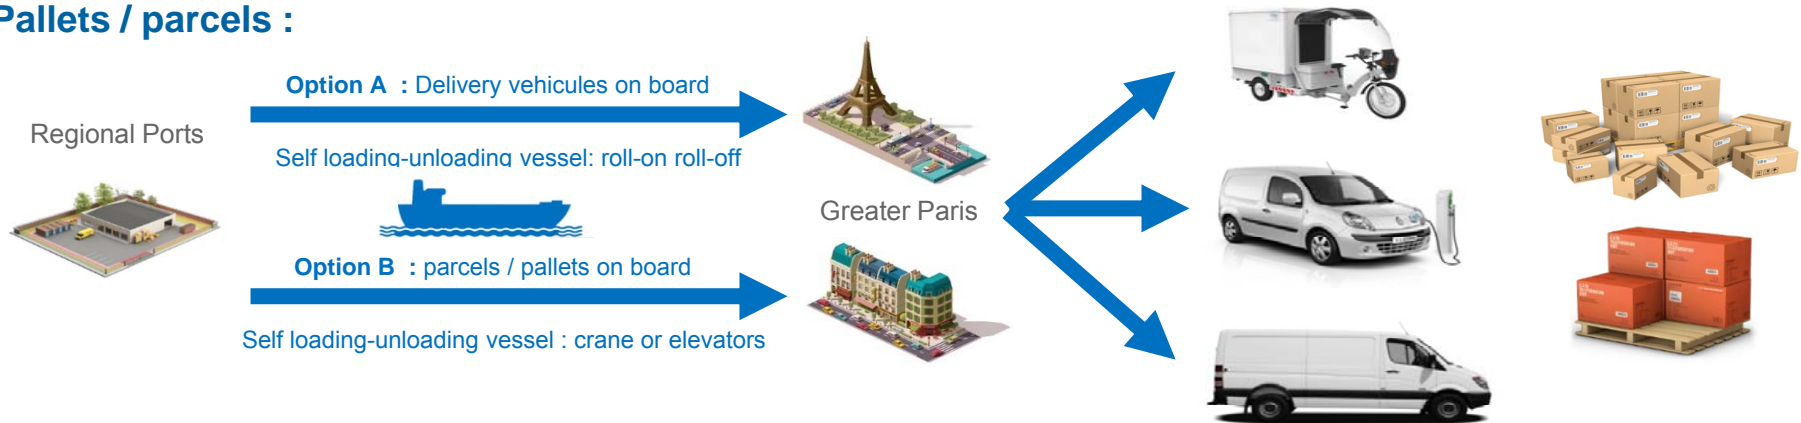 Pallets / parcels :
Option A : Delivery vehicules on board
Regional Ports
Self loading-unloading vessel: roll-on roll-off
Greater Paris
Option B : parcels / pallets on board
Self loading-unloading vessel : crane or elevators